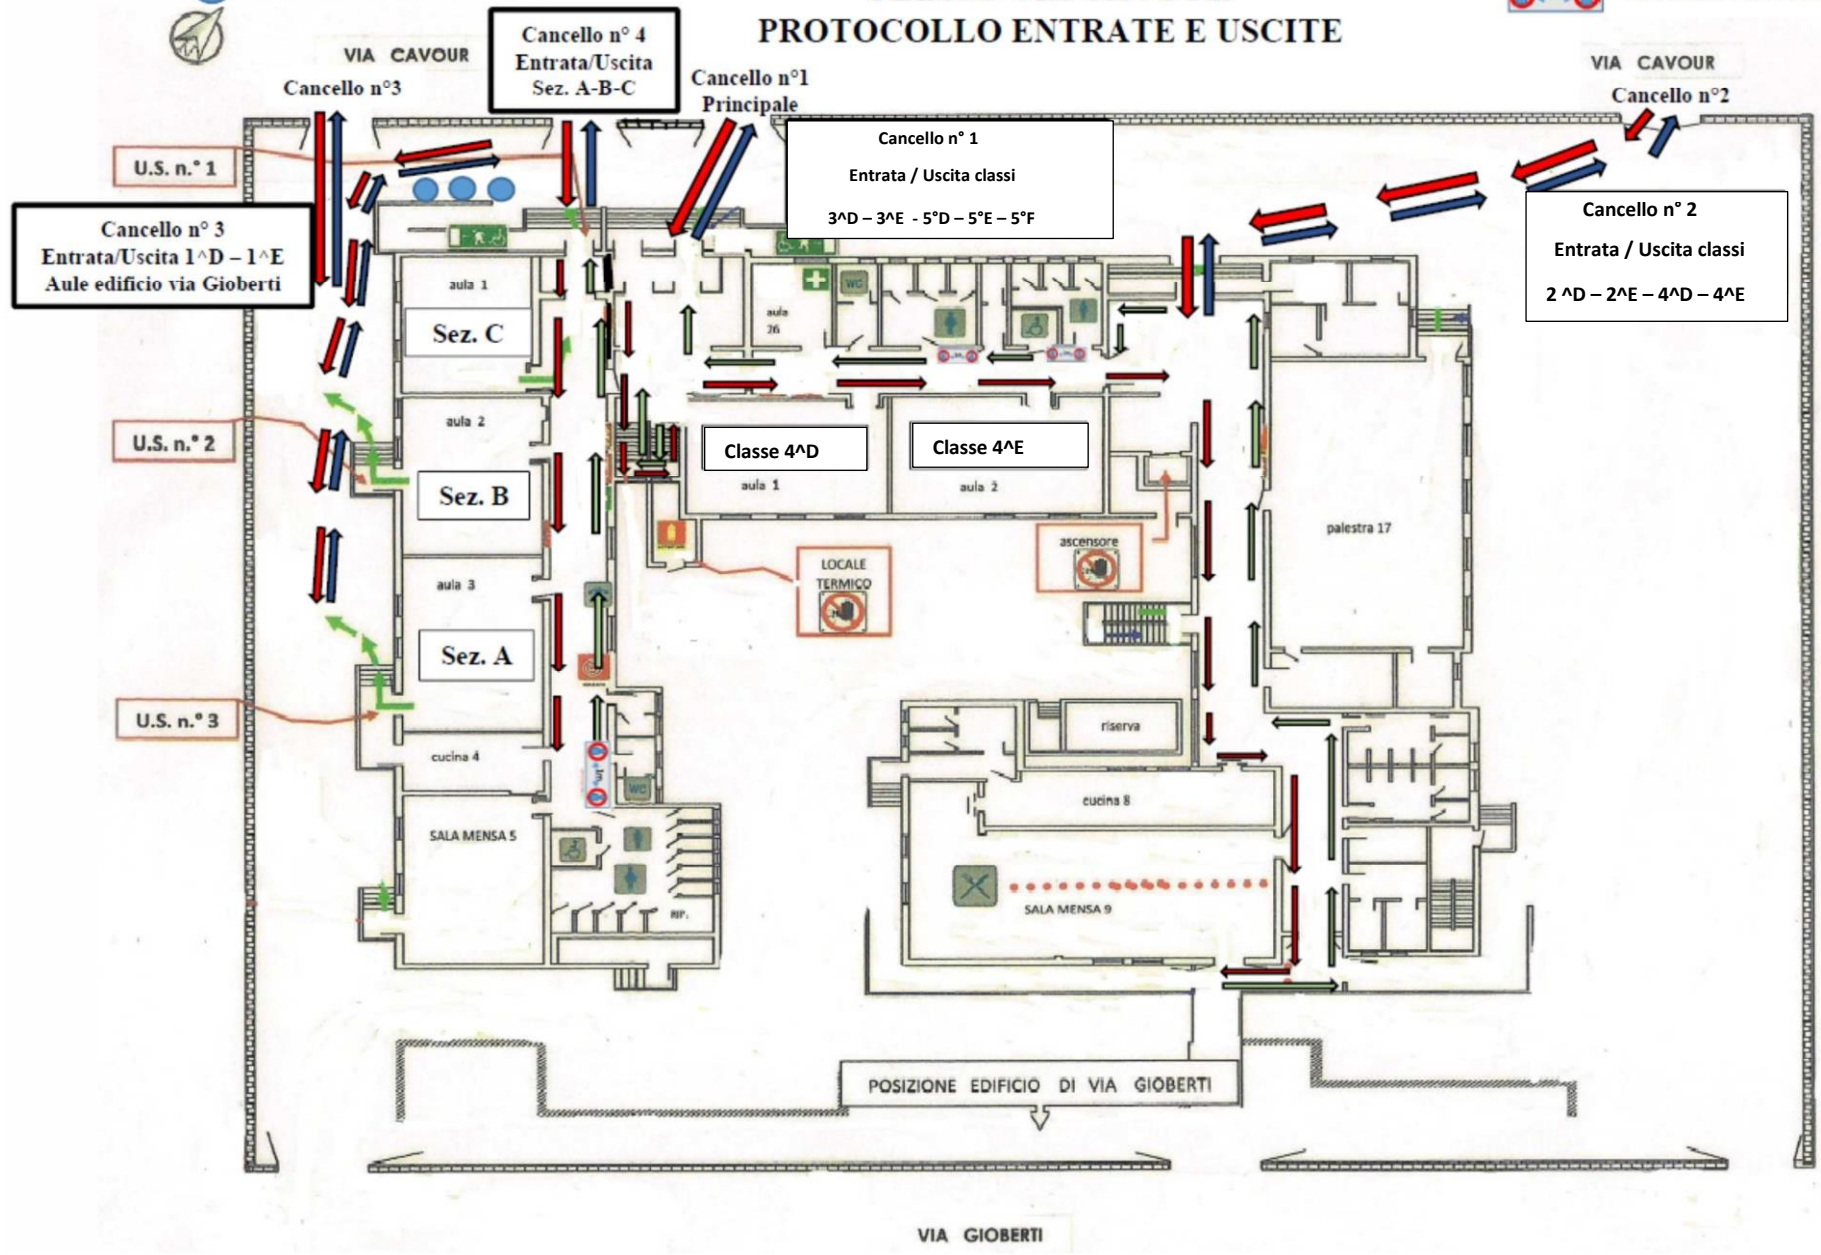 PROTOCOLLO ENTRATE E USCITE
VIA CAVOUR
Cancello n°3
Cancello n° 4
Entrata/Uscita
Sez. A-B-C
Cancello n°1
Principale
VIA CAVOUR
Cancello n°2
U.S. n.° 1
Cancello n° 3
Entrata/Uscita 1^D – 1^E
Aule edificio via Gioberti
Cancello n° 1
Entrata / Uscita classi
3^D – 3^E - 5°D – 5°E – 5°F
Cancello n° 2
Entrata / Uscita classi
2 ^D – 2^E – 4^D – 4^E
aula 1
Sez. C
aula
26
WC
aula 2
Sez. B
U.S. n.° 2
Classe 4^D
aula 1
Classe 4^E
aula 2
palestra 17
ascensore
LOCALE
TERMICO
aula 3
Sez. A
U.S. n.° 3
cucina 4
1m
WC
SALA MENSA 5
RIP.
riserva
cucina 8
SALA MENSA 9
POSIZIONE EDIFICIO DI VIA GIOBERTI
VIA GIOBERTI